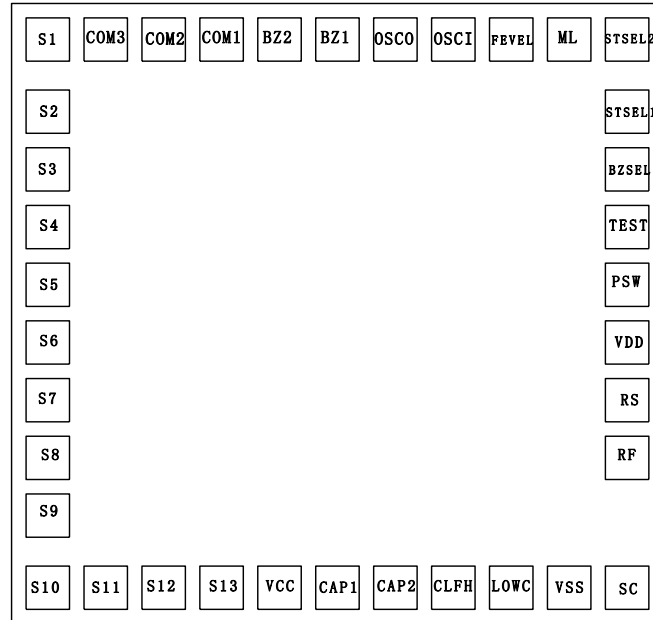 S1 COM3 COM2 COM1 BZ2 BZ1 OSCO OSCI FEVEL ML STSEL2
S2 STSEL1
S3 BZSEL
S4 TEST
S5 PSW
S6 VDD
S7 RS
S8 RF
S9
S10 S11 S12 S13 VCC CAP1 CAP2 CLFH LOWC VSS SC